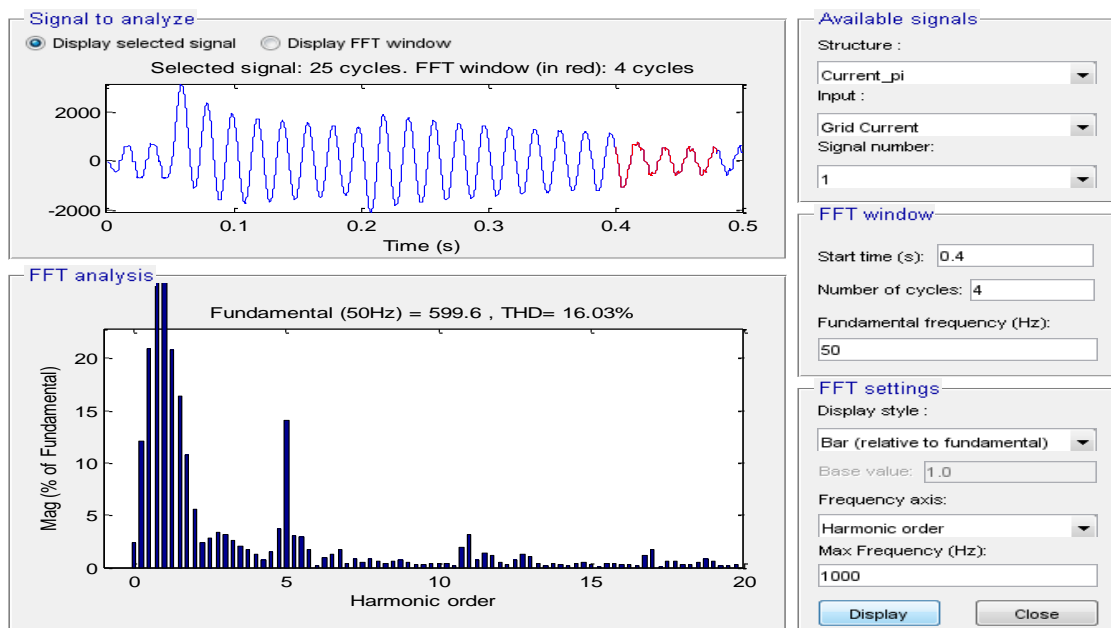 Signal to analyze
Display selected signal Display FFT window
Selected signal: 25 cycles. FFT window (in red): 4 cycles
2000
0
-2000
0 0.1 0.2 0.3 0.4 0.5
Time (s)
FFT analysis
Fundamental (50Hz) = 599.6 , THD= 16.03%
Mag (% of Fundamental)
20
15
10
5
0
0 5 10 15 20
Harmonic order
Available signals
Structure :
Current_pi
Input :
Grid Current
Signal number:
1
FFT window
Start time (s): 0.4
Number of cycles: 4
Fundamental frequency (Hz):
50
FFT settings
Display style :
Bar (relative to fundamental)
Base value: 1.0
Frequency axis:
Harmonic order
Max Frequency (Hz):
1000
Display Close